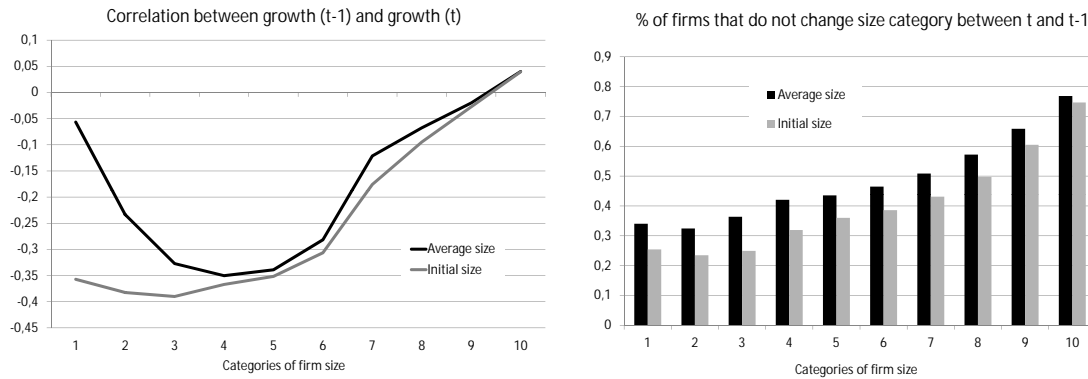 Correlation between growth (t-1) and growth (t)
0,1
0,05
0
-0,05
-0,1
-0,15
-0,2
-0,25
-0,3
-0,35
-0,4
-0,45
Average size
Initial size
1 2 3 4 5 6 7 8 9 10
Categories of firm size
% of firms that do not change size category between t and t-1
0,9
0,8
0,7
0,6
0,5
0,4
0,3
0,2
0,1
0
Average size
Initial size
1 2 3 4 5 6 7 8 9 10
Categories of firm size